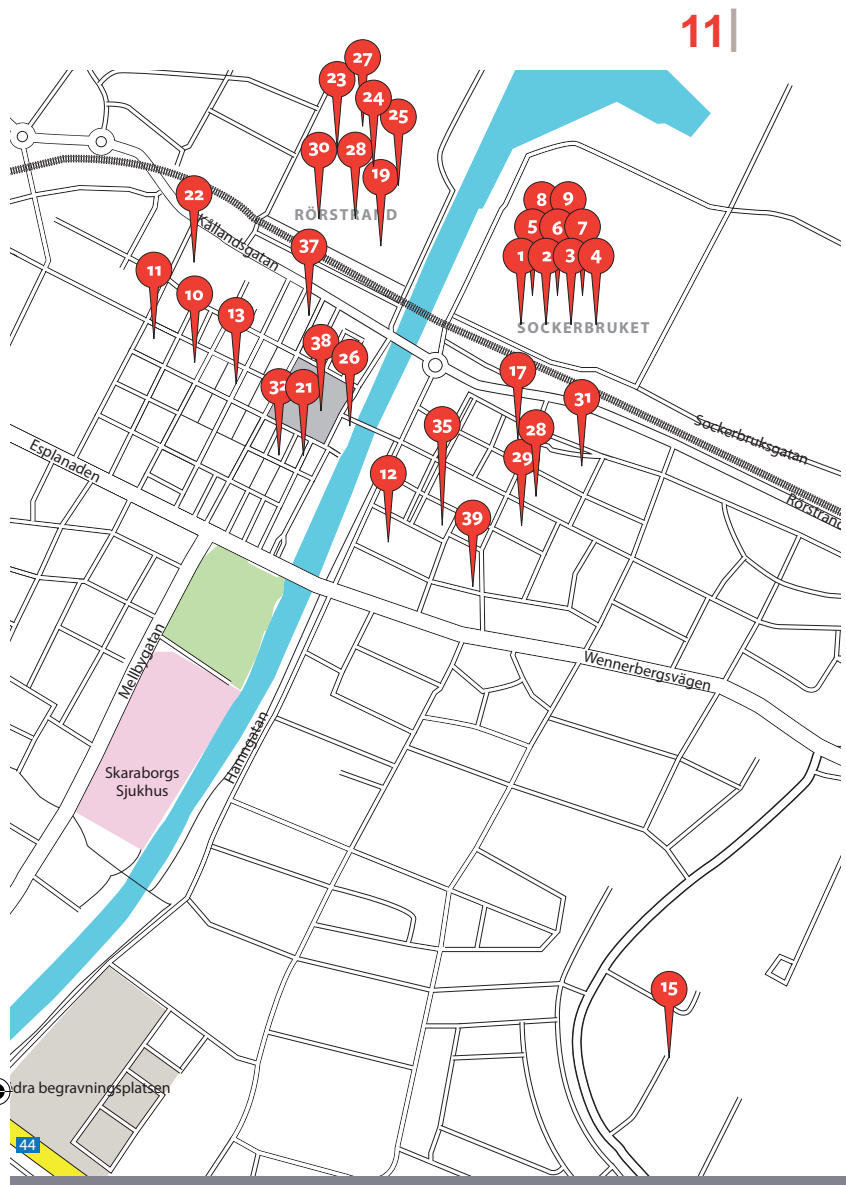 11
27
23
24
25
30
28
19
RÖRSTRAND
22
Kållandsgatan
8
9
5
6
7
1
2
3
4
SOCKERBRUKET
37
11
10
13
38
26
32
21
17
31
35
28
29
12
39
Sockerbruksgatan
Rörstrand
Esplanaden
Mellbygatan
Wennerbergsvägen
Hamngatan
Skaraborgs
Sjukhus
15
dra begravningsplatsen
44